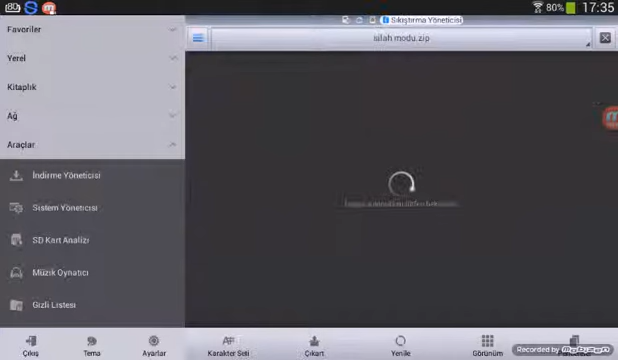 80
80%
17:35
Favoriler
Yerel
Kitaplık
Ağ
Araçlar
İndirme Yöneticisi
Sistem Yöneticisi
SD Kart Analizi
Müzik Oynatıcı
Gizli Listesi
Çıkış
Tema
Ayarlar
Sıkıştırma Yöneticisi
silah modu.zip
Karakter Seti
Çıkart
Yenile
Görünüm
Recorded by